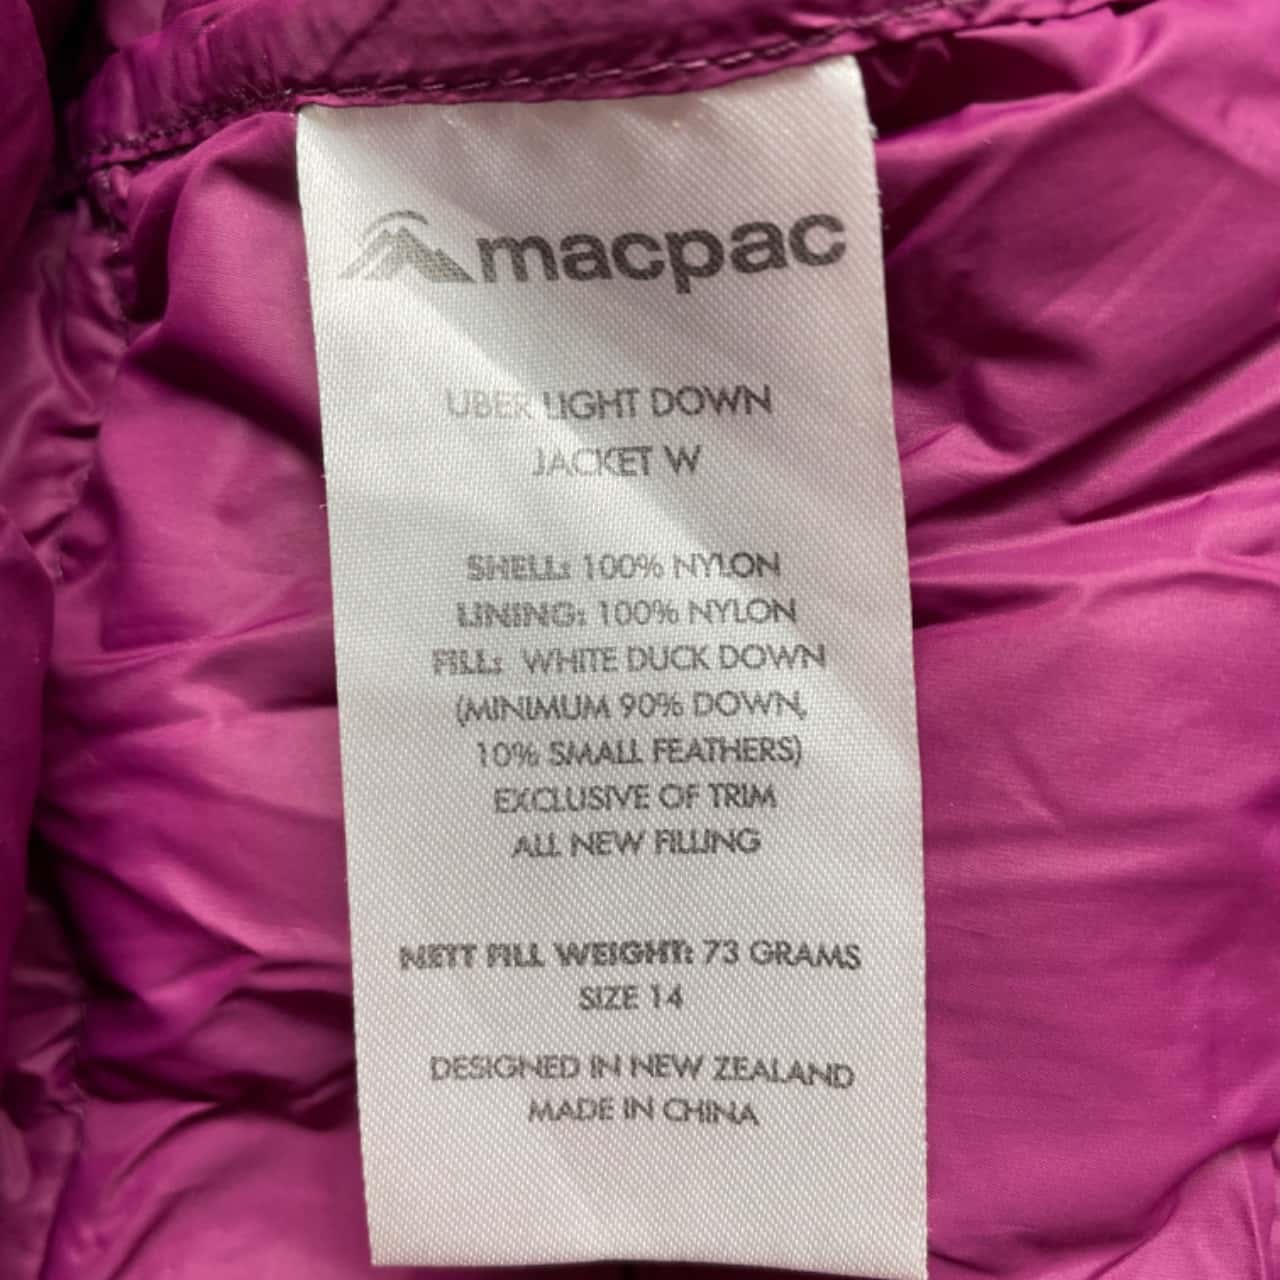 macpac
UBER LIGHT DOWN
JACKET W
SHELL: 100% NYLON
LINING: 100% NYLON
FILL: WHITE DUCK DOWN
(MINIMUM 90% DOWN,
10% SMALL FEATHERS)
EXCLUSIVE OF TRIM
ALL NEW FILLING
NETT FILL WEIGHT: 73 GRAMS
SIZE 14
DESIGNED IN NEW ZEALAND
MADE IN CHINA